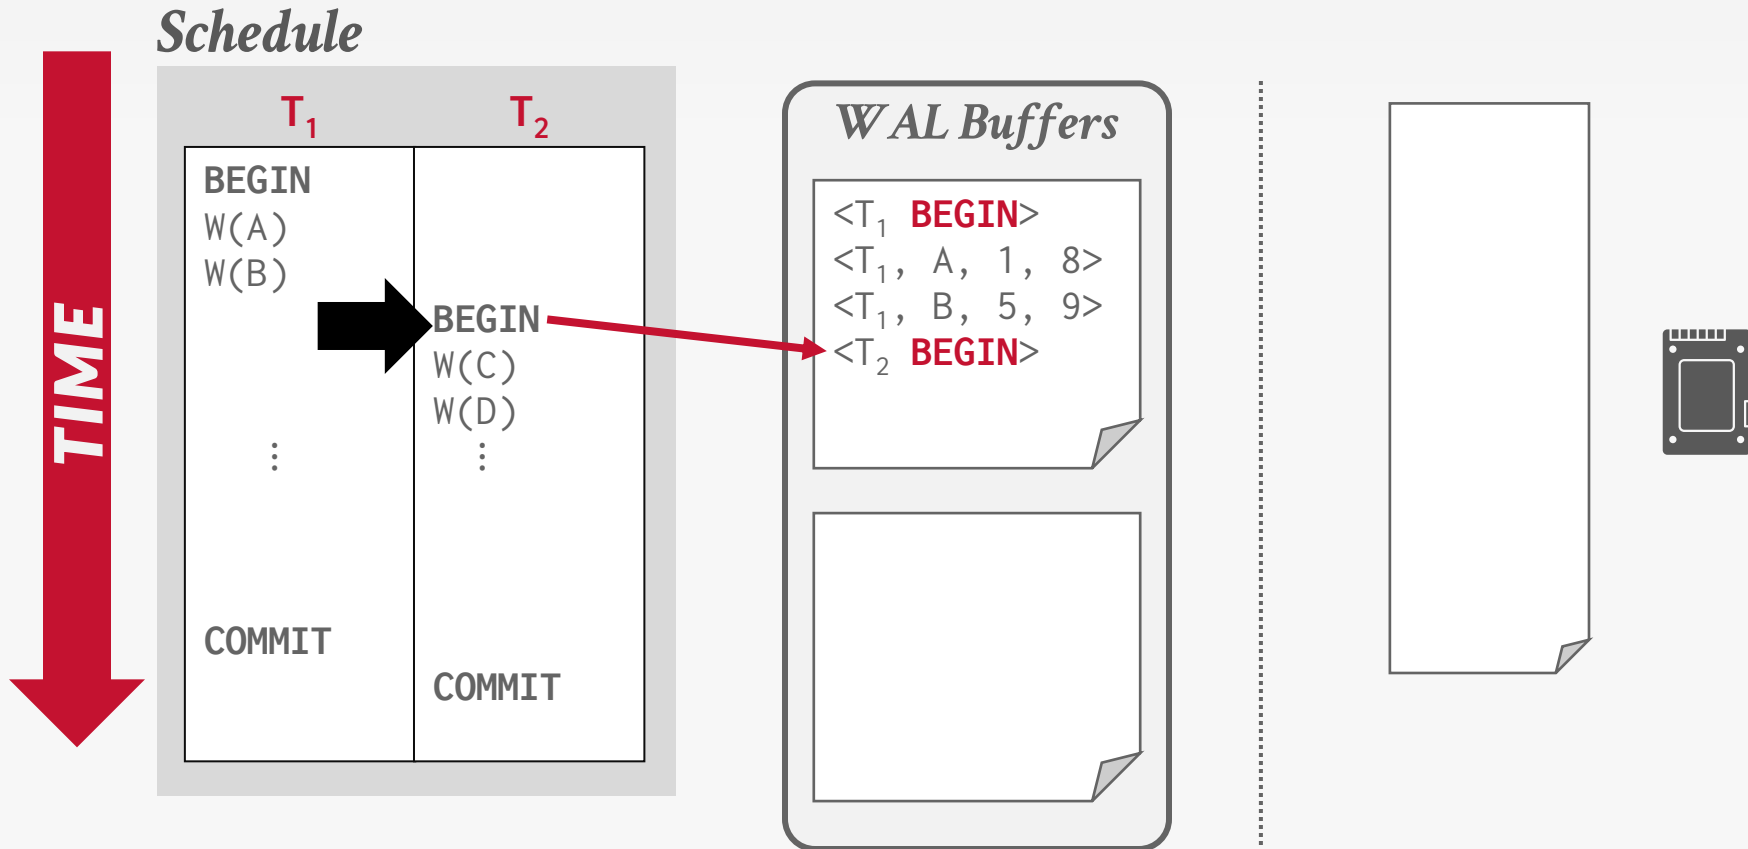 Schedule
TIME
T₁ T₂
BEGIN
W(A)
W(B)
BEGIN
W(C)
W(D)
⋮ ⋮
COMMIT
COMMIT
WAL Buffers
<T₁ BEGIN>
<T₁, A, 1, 8>
<T₁, B, 5, 9>
<T₂ BEGIN>